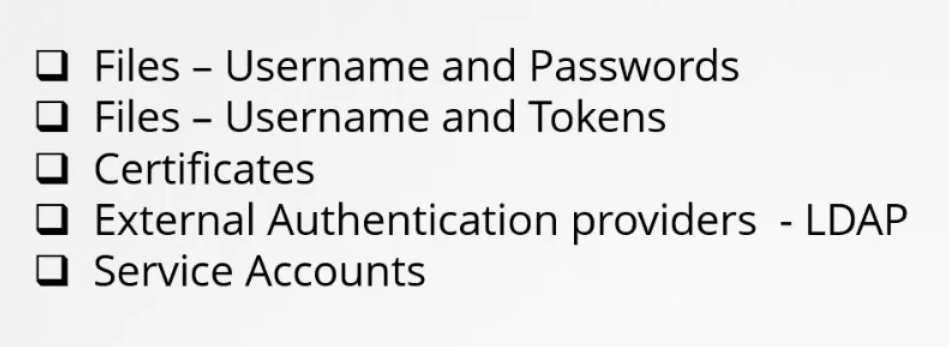 ❑ Files – Username and Passwords
❑ Files – Username and Tokens
❑ Certificates
❑ External Authentication providers  - LDAP
❑ Service Accounts